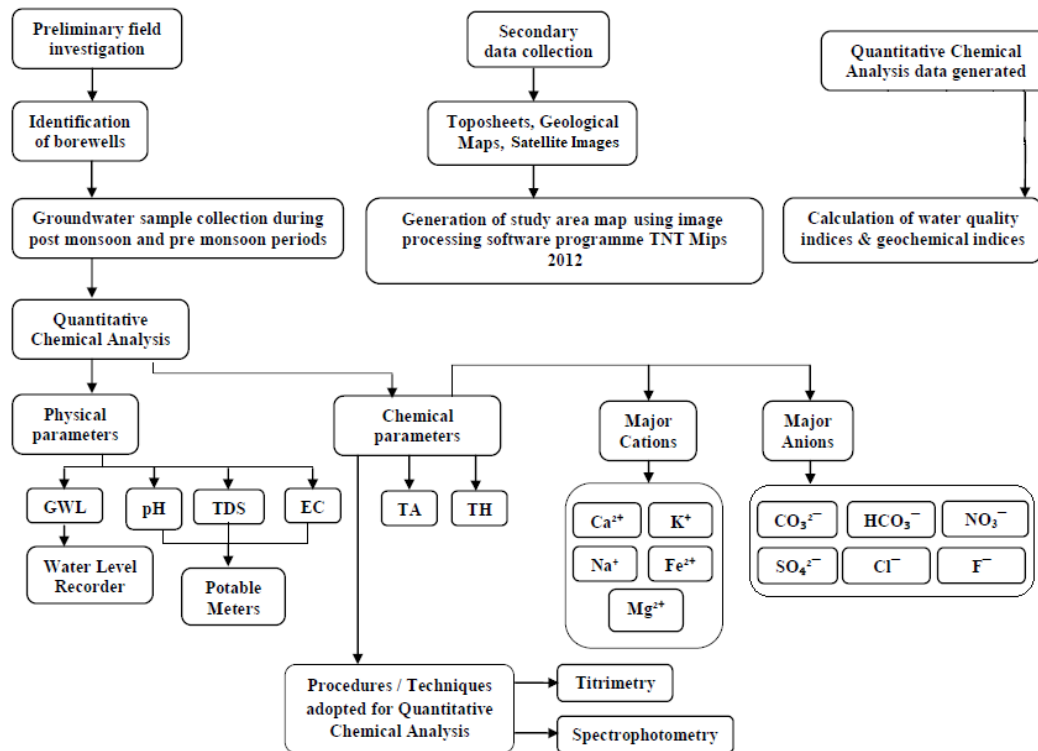 Preliminary field
investigation
Secondary
data collection
Quantitative Chemical
Analysis data generated
Identification
of borewells
Toposheets, Geological
Maps, Satellite Images
Groundwater sample collection during
post monsoon and pre monsoon periods
Generation of study area map using image
processing software programme TNT Mips
2012
Calculation of water quality
indices & geochemical indices
Quantitative
Chemical Analysis
Physical
parameters
Chemical
parameters
Major
Cations
Major
Anions
GWL
pH
TDS
EC
TA
TH
Water Level
Recorder
Potable
Meters
Ca²⁺
K⁺
Na⁺
Fe²⁺
Mg²⁺
CO₃²⁻
HCO₃⁻
NO₃⁻
SO₄²⁻
Cl⁻
F⁻
Procedures / Techniques
adopted for Quantitative
Chemical Analysis
Titrimetry
Spectrophotometry